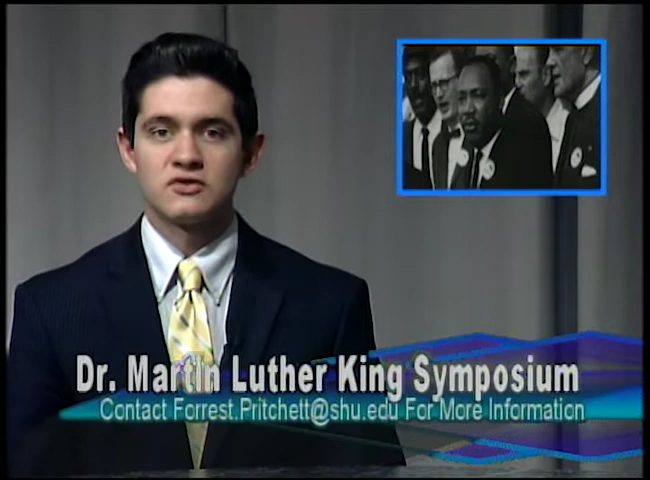 Dr. Martin Luther King Symposium
Contact Forrest.Pritchett@shu.edu For More Information